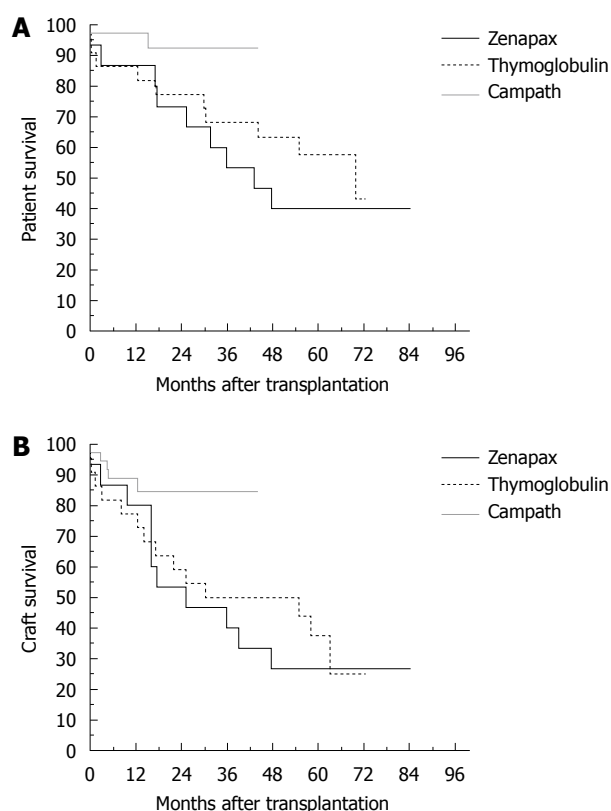 A
Patient survival
100
90
80
70
60
50
40
30
20
10
0
0 12 24 36 48 60 72 84 96
Months after transplantation
Zenapax
Thymoglobulin
Campath
B
Craft survival
100
90
80
70
60
50
40
30
20
10
0
0 12 24 36 48 60 72 84 96
Months after transplantation
Zenapax
Thymoglobulin
Campath